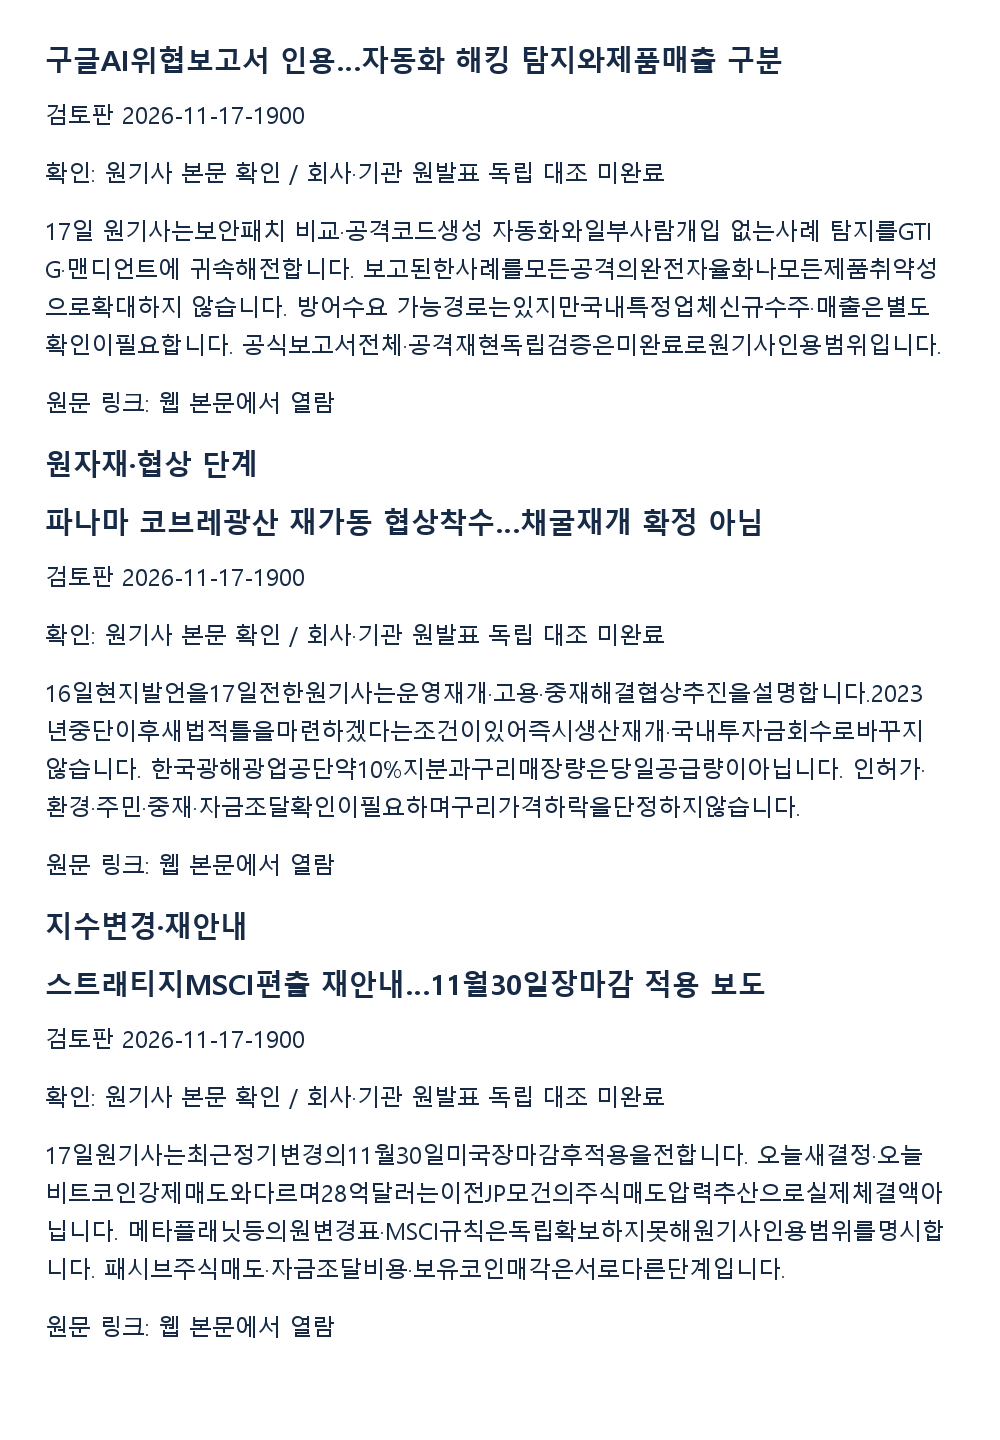 구글AI위협보고서 인용...자동화 해킹 탐지와제품매출 구분
검토판 2026-11-17-1900
확인: 원기사 본문 확인 / 회사·기관 원발표 독립 대조 미완료
17일 원기사는보안패치 비교·공격코드생성 자동화와일부사람개입 없는사례 탐지를GTI
G·맨디언트에 귀속해전합니다. 보고된한사례를모든공격의완전자율화나모든제품취약성
으로확대하지 않습니다. 방어수요 가능경로는있지만국내특정업체신규수주·매출은별도
확인이필요합니다. 공식보고서전체·공격재현독립검증은미완료로원기사인용범위입니다.
원문 링크: 웹 본문에서 열람
원자재·협상 단계
파나마 코브레광산 재가동 협상착수...채굴재개 확정 아님
검토판 2026-11-17-1900
확인: 원기사 본문 확인 / 회사·기관 원발표 독립 대조 미완료
16일현지발언을17일전한원기사는운영재개·고용·중재해결협상추진을설명합니다.2023
년중단이후새법적틀을마련하겠다는조건이있어즉시생산재개·국내투자금회수로바꾸지
않습니다. 한국광해광업공단약10%지분과구리매장량은당일공급량이아닙니다. 인허가·
환경·주민·중재·자금조달확인이필요하며구리가격하락을단정하지않습니다.
원문 링크: 웹 본문에서 열람
지수변경·재안내
스트래티지MSCI편출 재안내...11월30일장마감 적용 보도
검토판 2026-11-17-1900
확인: 원기사 본문 확인 / 회사·기관 원발표 독립 대조 미완료
17일원기사는최근정기변경의11월30일미국장마감후적용을전합니다. 오늘새결정·오늘
비트코인강제매도와다르며28억달러는이전JP모건의주식매도압력추산으로실제체결액아
닙니다. 메타플래닛등의원변경표·MSCI규칙은독립확보하지못해원기사인용범위를명시합
니다. 패시브주식매도·자금조달비용·보유코인매각은서로다른단계입니다.
원문 링크: 웹 본문에서 열람